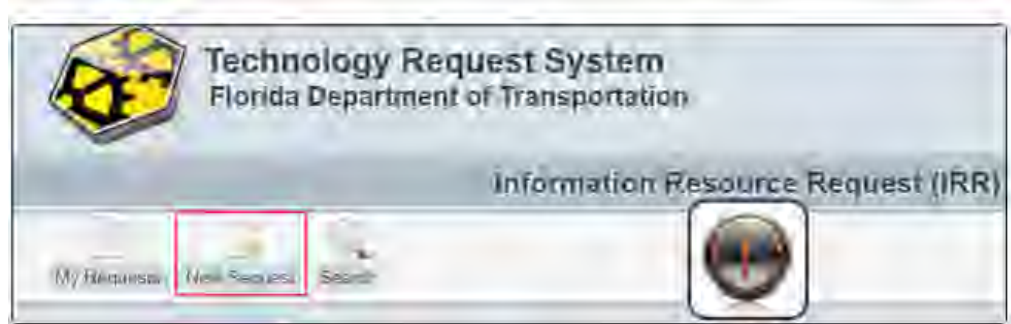 Technology Request System
Florida Department of Transportation
Information Resource Request (IRR)
My Requests New Request Search